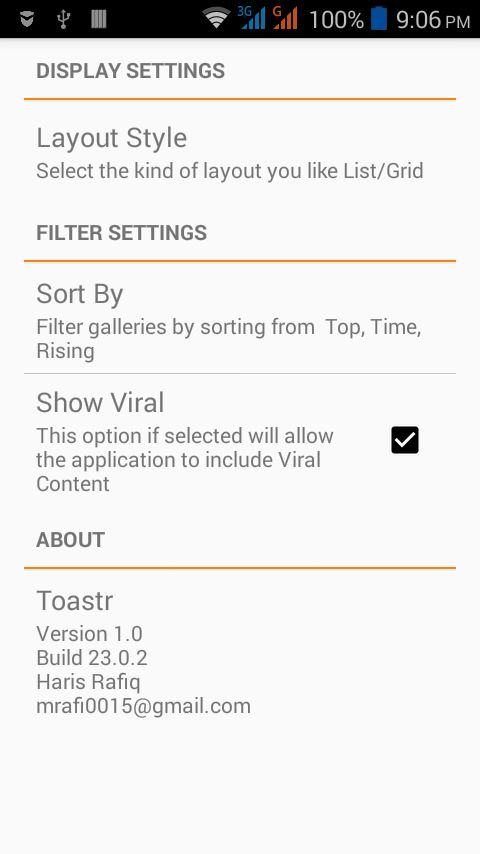 3G G 100% 9:06 PM
DISPLAY SETTINGS
Layout Style
Select the kind of layout you like List/Grid
FILTER SETTINGS
Sort By
Filter galleries by sorting from  Top, Time,
Rising
Show Viral
This option if selected will allow
the application to include Viral
Content
ABOUT
Toastr
Version 1.0
Build 23.0.2
Haris Rafiq
mrafi0015@gmail.com